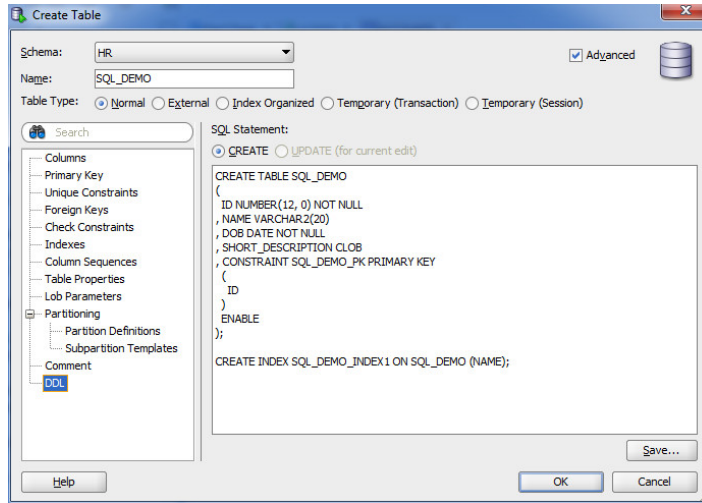 Create Table
Schema: HR Advanced
Name: SQL_DEMO
Table Type: Normal External Index Organized Temporary (Transaction) Temporary (Session)
Search
Columns
Primary Key
Unique Constraints
Foreign Keys
Check Constraints
Indexes
Column Sequences
Table Properties
Lob Parameters
Partitioning
Partition Definitions
Subpartition Templates
Comment
DDL
SQL Statement:
CREATE UPDATE (for current edit)
CREATE TABLE SQL_DEMO
(
ID NUMBER(12, 0) NOT NULL
, NAME VARCHAR2(20)
, DOB DATE NOT NULL
, SHORT_DESCRIPTION CLOB
, CONSTRAINT SQL_DEMO_PK PRIMARY KEY
(
ID
)
ENABLE
);
CREATE INDEX SQL_DEMO_INDEX1 ON SQL_DEMO (NAME);
Save...
Help OK Cancel